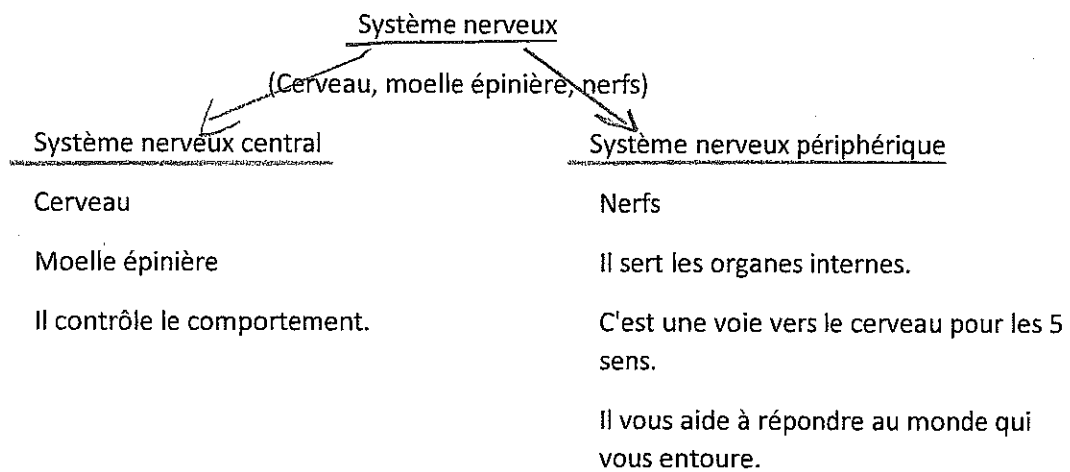 Système nerveux
(Cerveau, moelle épinière, nerfs)
Système nerveux central
Cerveau
Moelle épinière
Il contrôle le comportement.
Système nerveux périphérique
Nerfs
Il sert les organes internes.
C'est une voie vers le cerveau pour les 5
sens.
Il vous aide à répondre au monde qui
vous entoure.